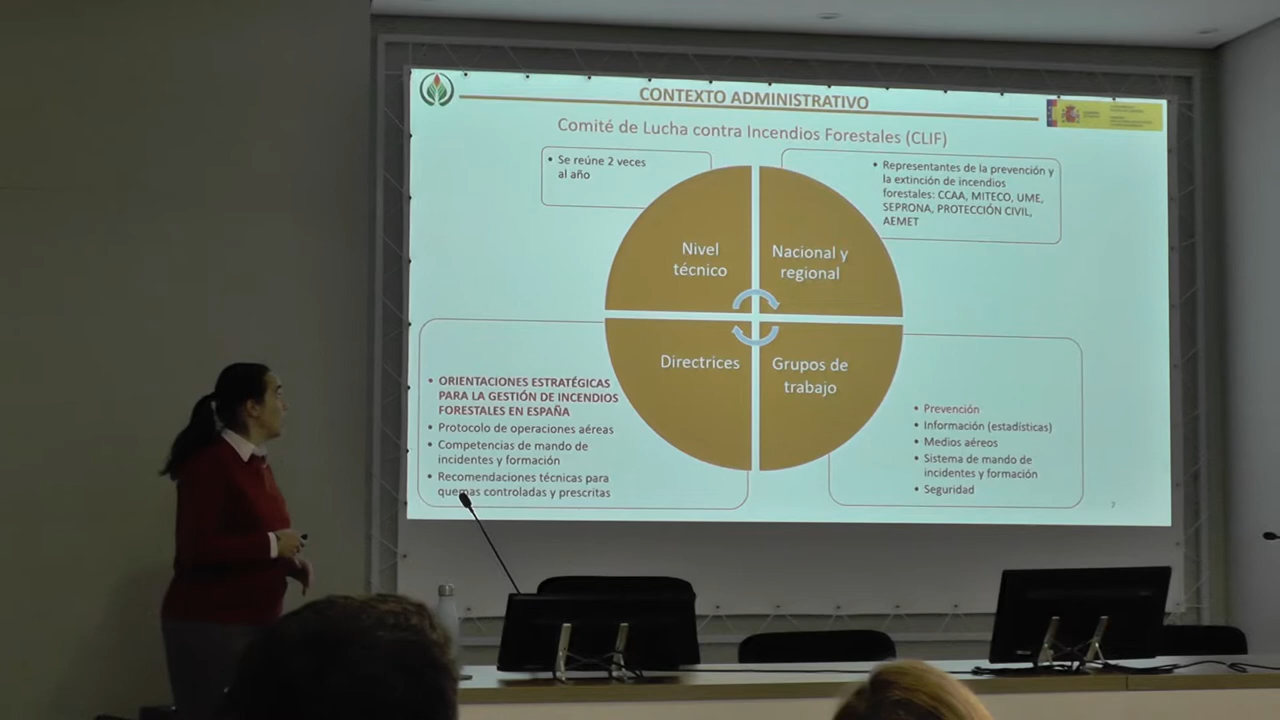 CONTEXTO ADMINISTRATIVO
Comité de Lucha contra Incendios Forestales (CLIF)
• Se reúne 2 veces
al año
• Representantes de la prevención y
la extinción de incendios
forestales: CCAA, MITECO, UME,
SEPRONA, PROTECCIÓN CIVIL,
AEMET
Nivel
técnico
Nacional y
regional
Directrices
Grupos de
trabajo
• ORIENTACIONES ESTRATÉGICAS
PARA LA GESTIÓN DE INCENDIOS
FORESTALES EN ESPAÑA
• Protocolo de operaciones aéreas
• Competencias de mando de
incidentes y formación
• Recomendaciones técnicas para
quemas controladas y prescritas
• Prevención
• Información (estadísticas)
• Medios aéreos
• Sistema de mando de
incidentes y formación
• Seguridad
7